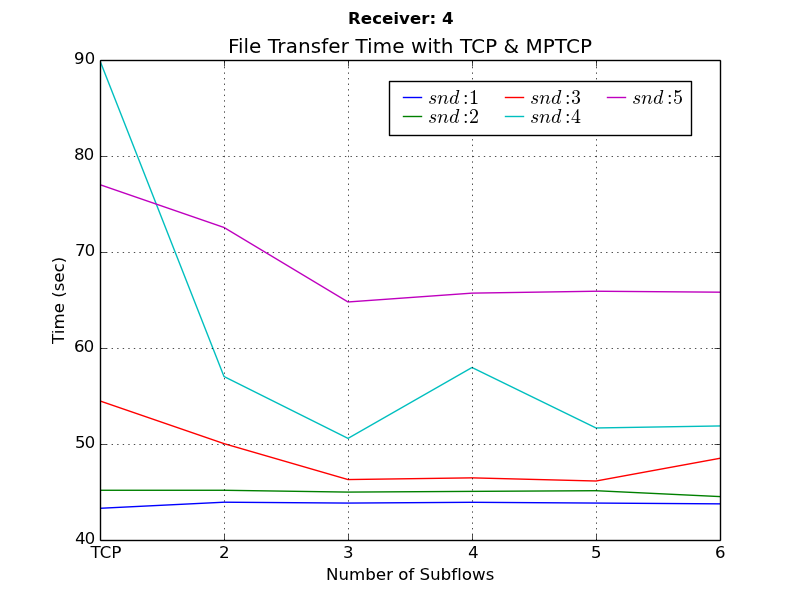 Receiver: 4
File Transfer Time with TCP & MPTCP
snd:1 snd:3 snd:5
snd:2 snd:4
90
80
70
60
50
40
Time (sec)
TCP 2 3 4 5 6
Number of Subflows